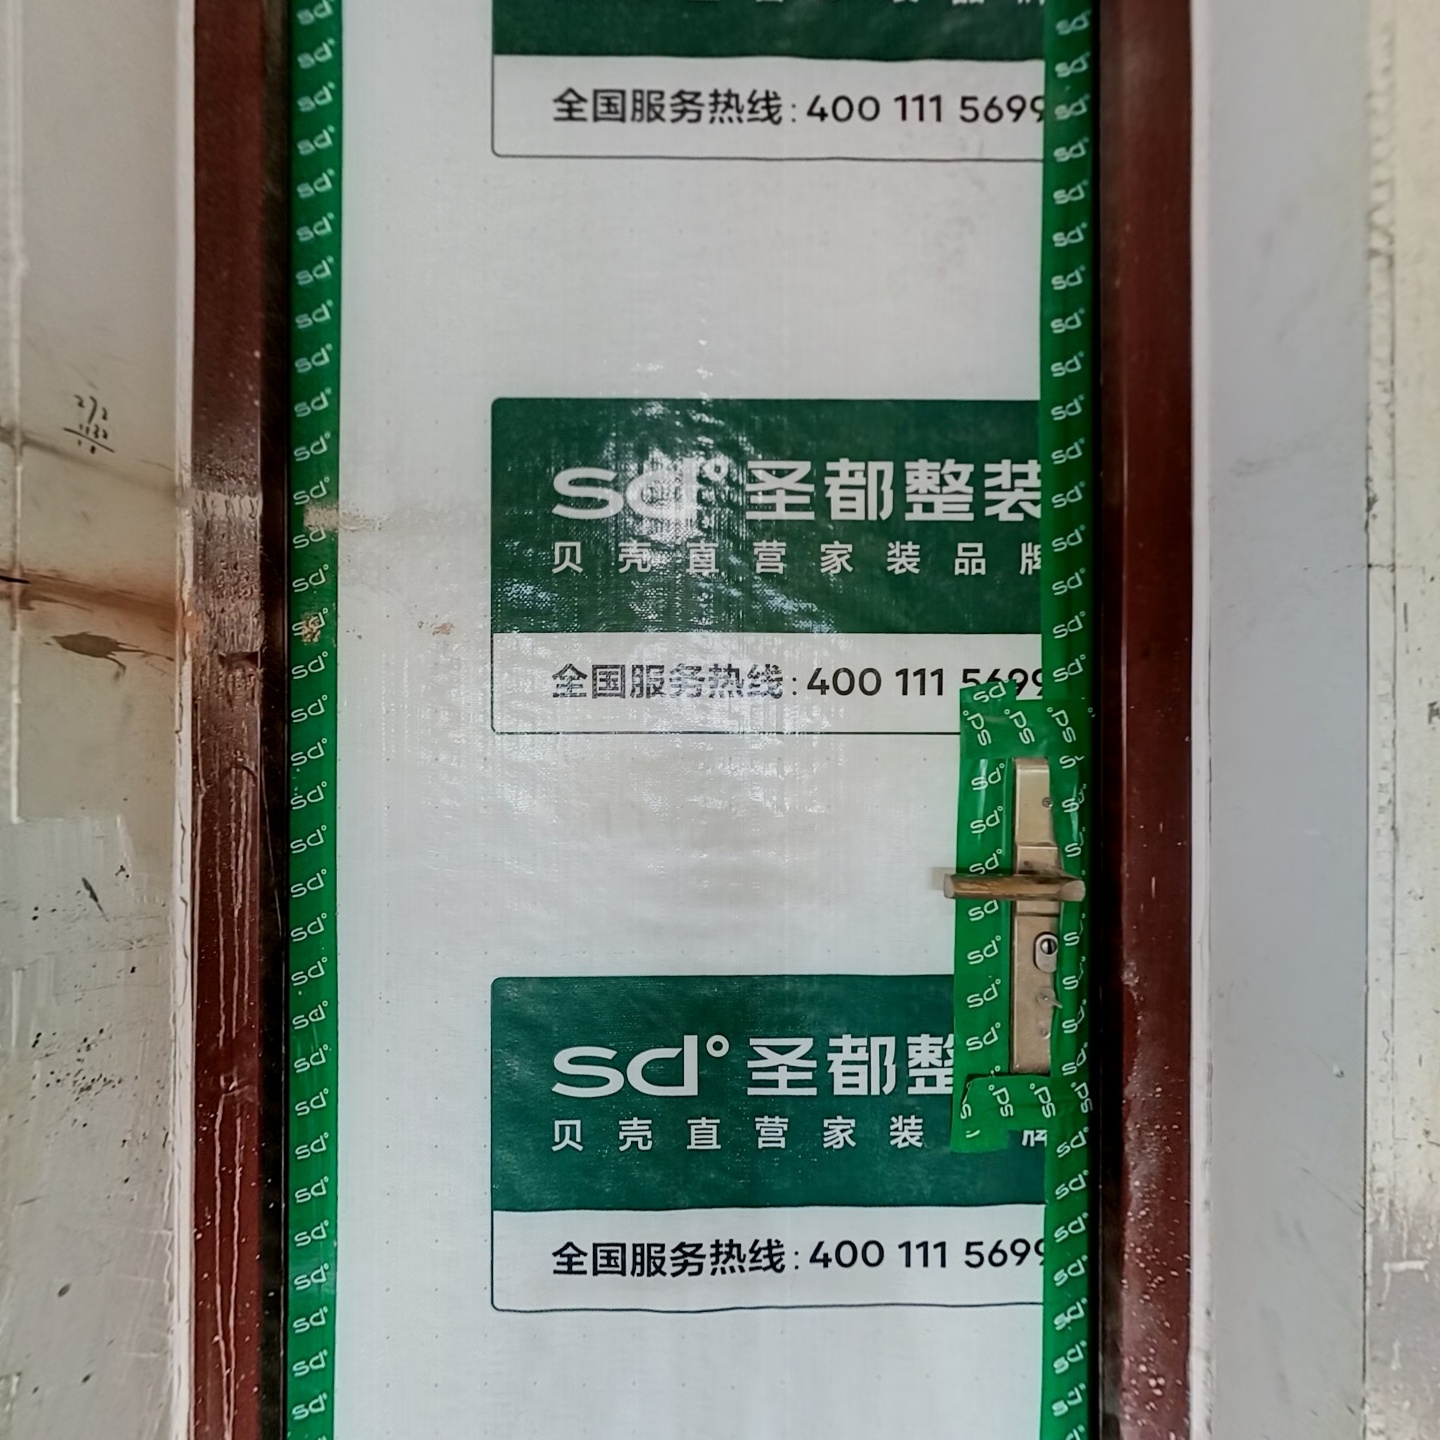 全国服务热线: 400 111 5699
sd° 圣都整装
贝壳直营家装品牌
全国服务热线: 400 111 5699
sd° 圣都整
贝壳直营家装 牌
全国服务热线: 400 111 5699